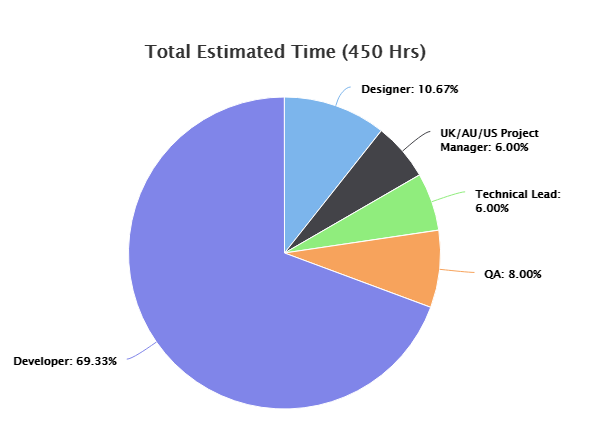 Total Estimated Time (450 Hrs)
Designer: 10.67%
UK/AU/US Project
Manager: 6.00%
Technical Lead:
6.00%
QA: 8.00%
Developer: 69.33%